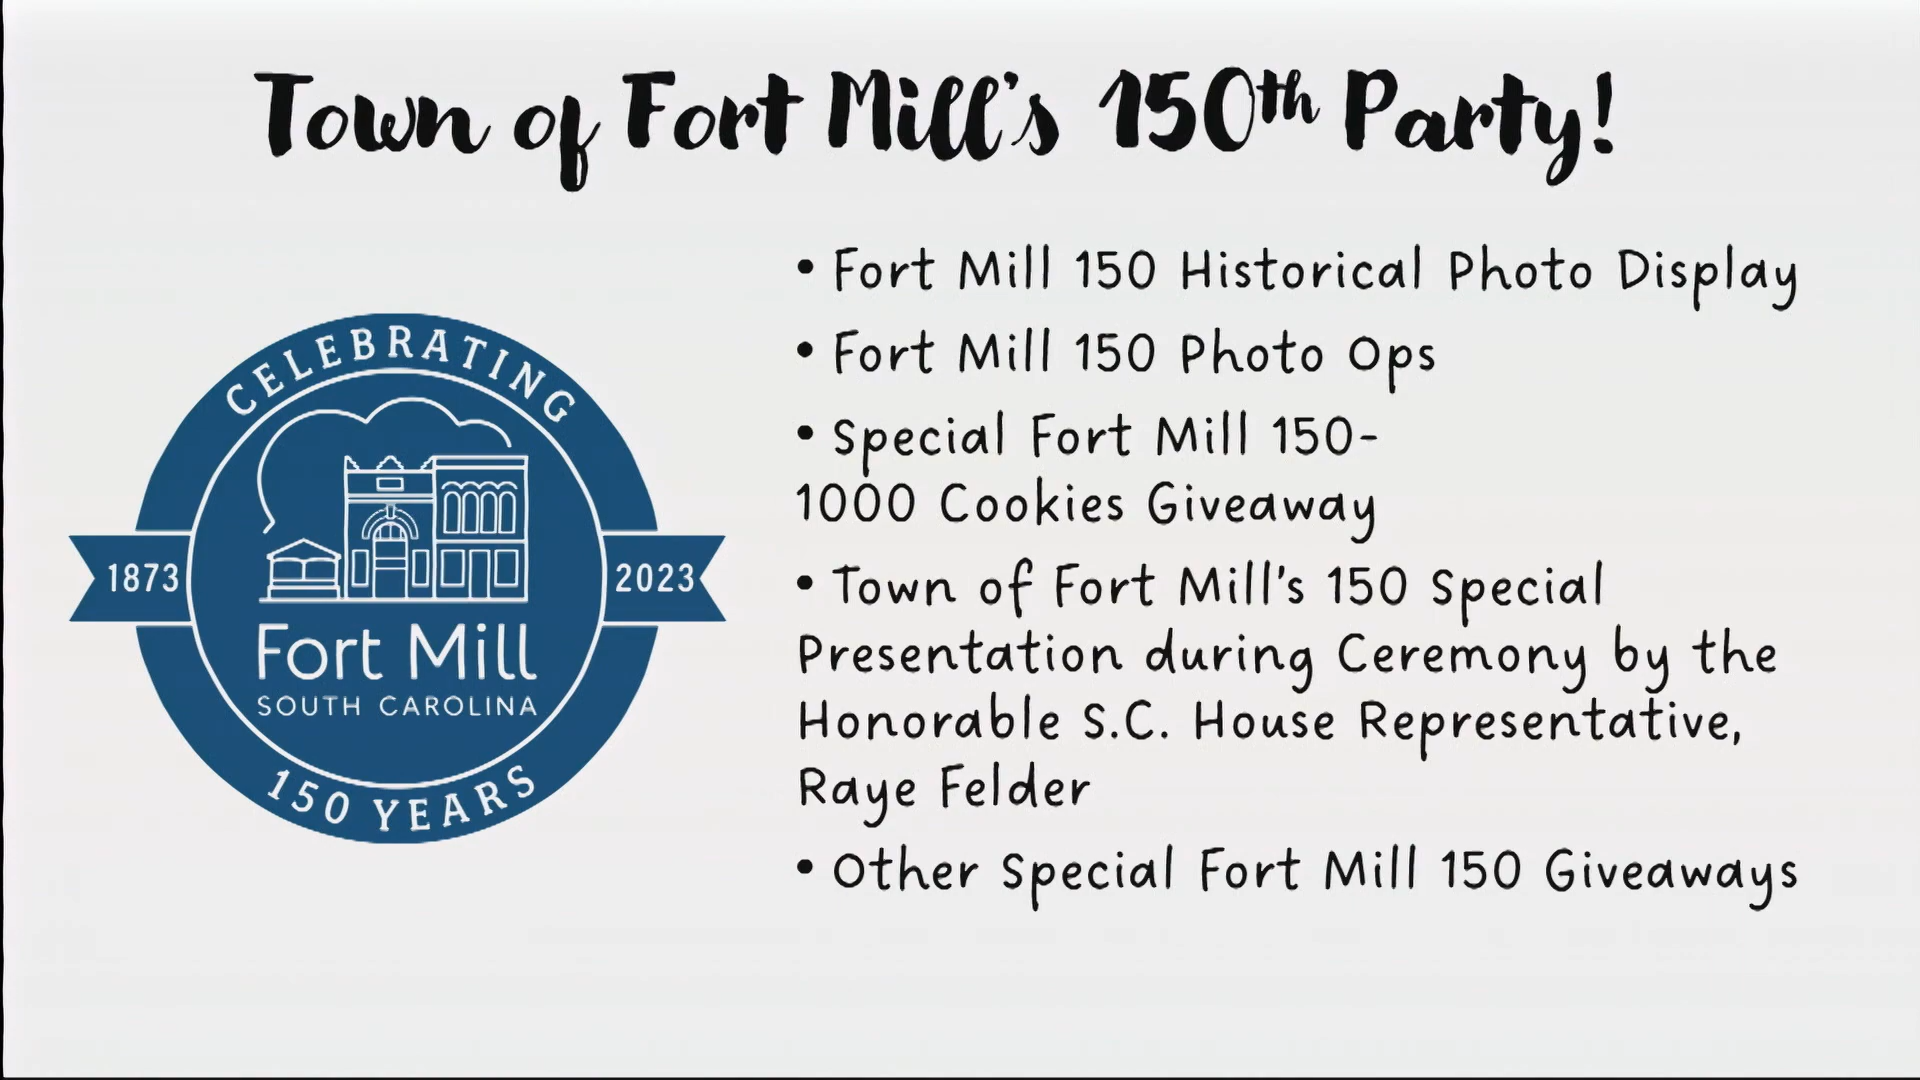 Town of Fort Mill's 150th Party!
• Fort Mill 150 Historical Photo Display
• Fort Mill 150 Photo Ops
• Special Fort Mill 150-
1000 Cookies Giveaway
• Town of Fort Mill's 150 Special
Presentation during Ceremony by the
Honorable S.C. House Representative,
Raye Felder
• Other Special Fort Mill 150 Giveaways
CELEBRATING
1873
2023
Fort Mill
SOUTH CAROLINA
150 YEARS